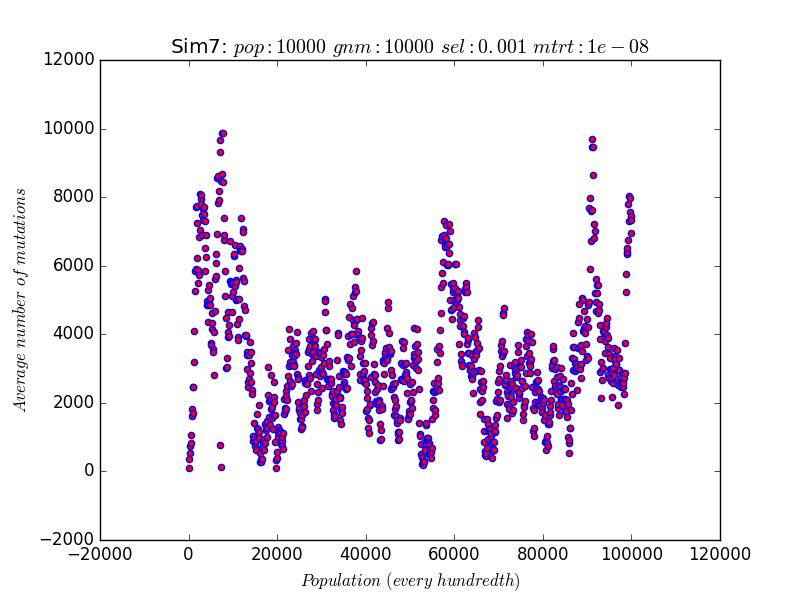 Sim7: pop:10000 gnm:10000 sel:0.001 mtrt:1e−08
12000
10000
8000
6000
4000
2000
0
−2000
Average number of mutations
−20000 0 20000 40000 60000 80000 100000 120000
Population (every hundredth)